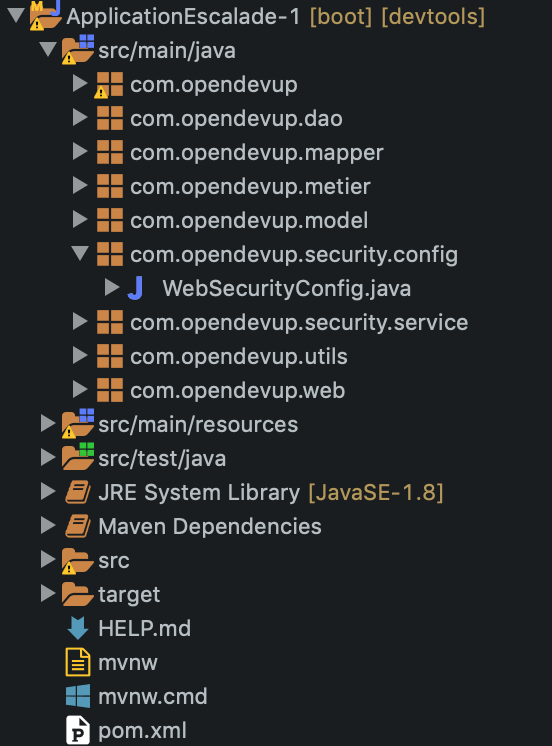 ApplicationEscalade-1 [boot] [devtools]
src/main/java
com.opendevup
com.opendevup.dao
com.opendevup.mapper
com.opendevup.metier
com.opendevup.model
com.opendevup.security.config
WebSecurityConfig.java
com.opendevup.security.service
com.opendevup.utils
com.opendevup.web
src/main/resources
src/test/java
JRE System Library [JavaSE-1.8]
Maven Dependencies
src
target
HELP.md
mvnw
mvnw.cmd
pom.xml